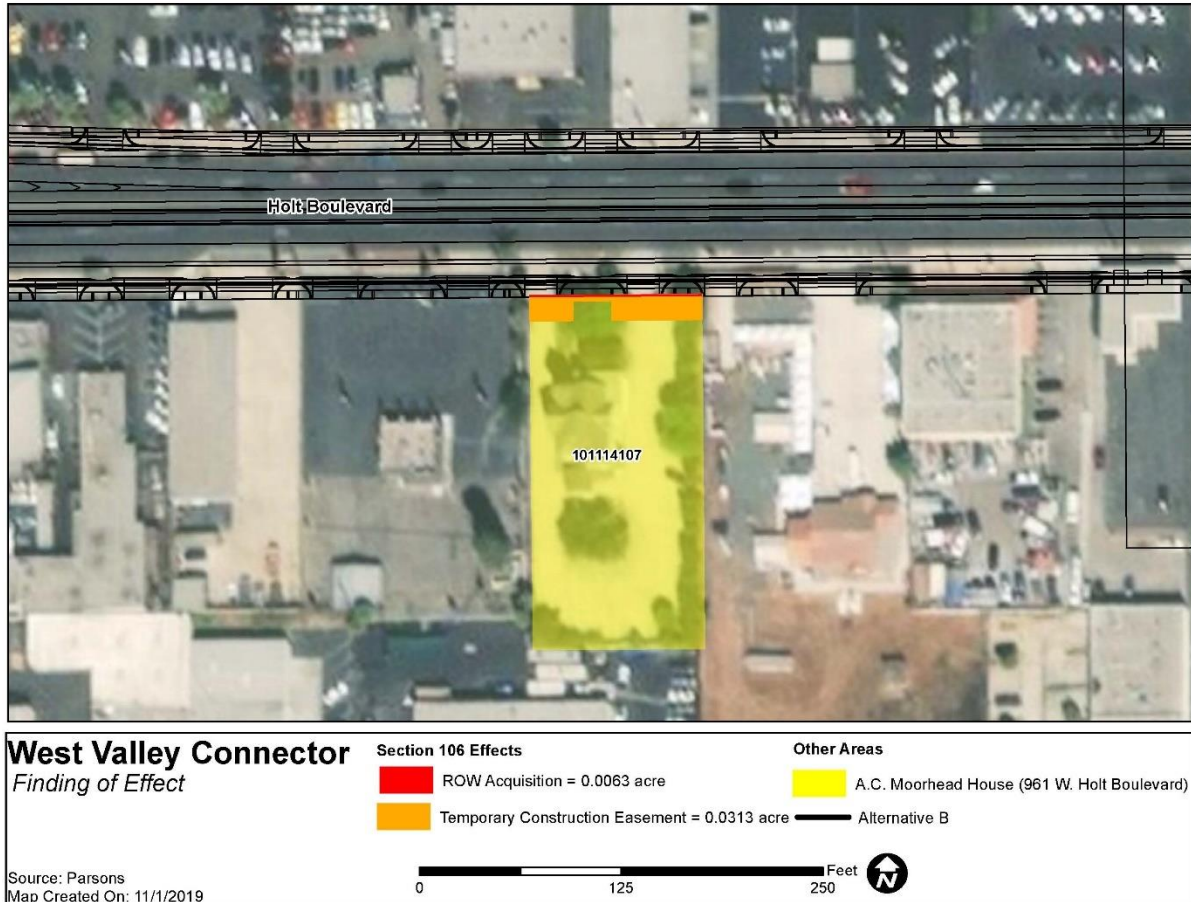 Holt Boulevard
101114107
West Valley Connector
Finding of Effect
Section 106 Effects
ROW Acquisition = 0.0063 acre
Temporary Construction Easement = 0.0313 acre
Other Areas
A.C. Moorhead House (961 W. Holt Boulevard)
Alternative B
Source: Parsons
Map Created On: 11/1/2019
Feet
0 125 250
N